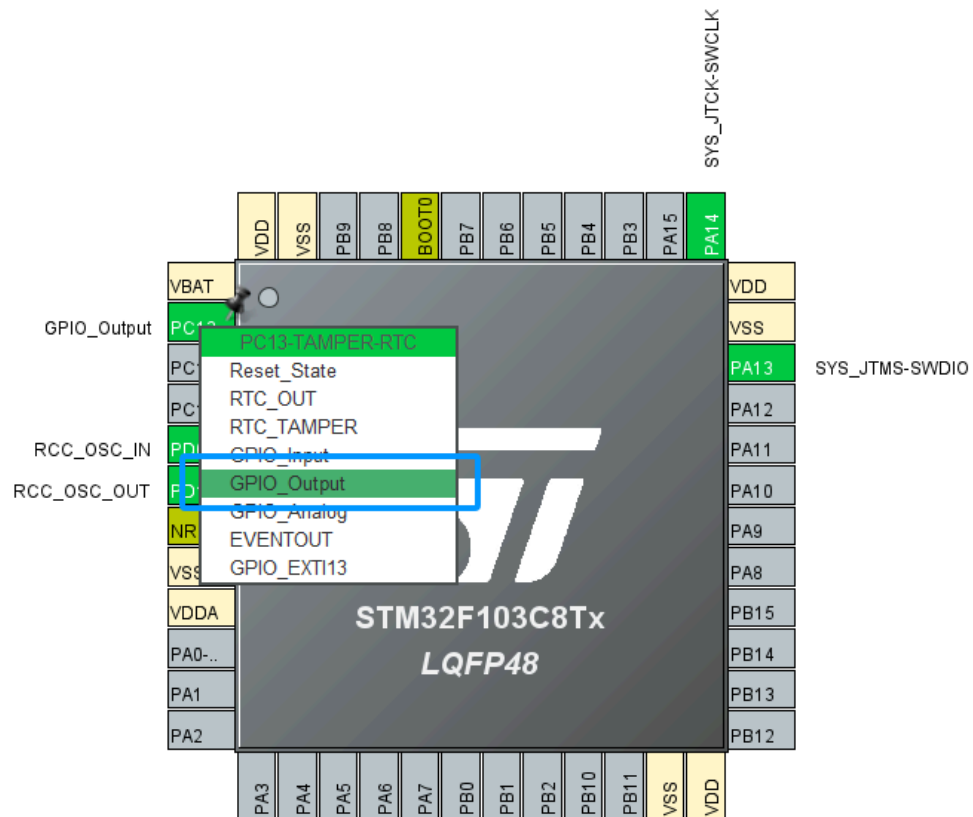 SYS_JTCK-SWCLK
VDD
VSS
PB9
PB8
BOOT0
PB7
PB6
PB5
PB4
PB3
PA15
PA14
VBAT
VDD
GPIO_Output
VSS
PC13-TAMPER-RTC
Reset_State
PA13
SYS_JTMS-SWDIO
RTC_OUT
PA12
RTC_TAMPER
RCC_OSC_IN
GPIO_Input
PA11
RCC_OSC_OUT
GPIO_Output
PA10
GPIO_Analog
NR
PA9
EVENTOUT
VSS
GPIO_EXTI13
PA8
VDDA
STM32F103C8Tx
PB15
PA0-..
LQFP48
PB14
PA1
PB13
PA2
PB12
PA3
PA4
PA5
PA6
PA7
PB0
PB1
PB2
PB10
PB11
VSS
VDD